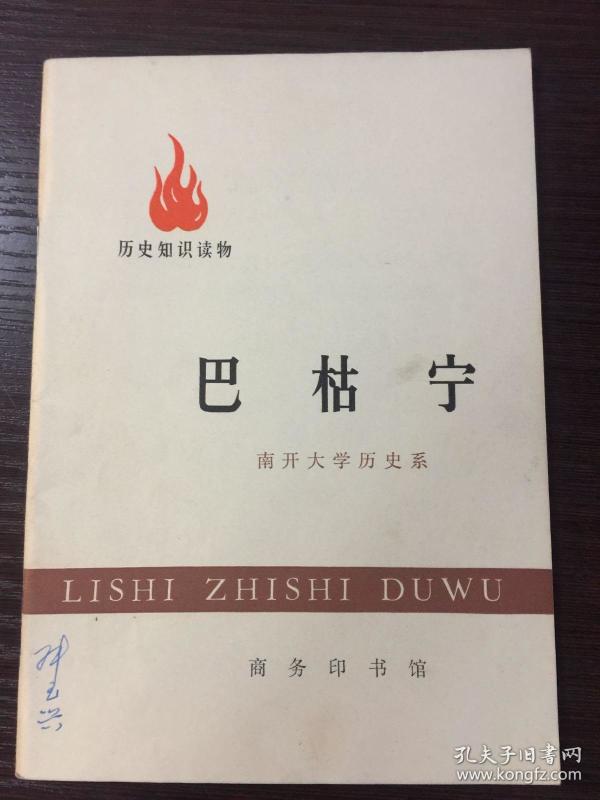 历史知识读物
巴枯宁
南开大学历史系
LISHI ZHISHI DUWU
商务印书馆
孔夫子旧书网
www.kongfz.com